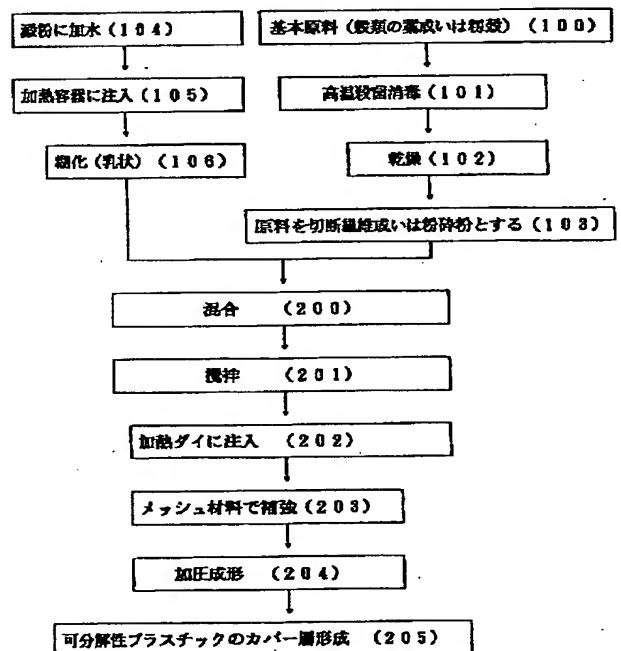 澱粉に加水(104)
加熱容器に注入(105)
糊化(乳状)(106)
基本原料(穀類の藁或いは籾殻)(100)
高温殺菌消毒(101)
乾燥(102)
原料を切断繊維或いは粉砕粉とする(103)
混合 (200)
攪拌 (201)
加熱ダイに注入 (202)
メッシュ材料で補強(203)
加圧成形 (204)
可分解性プラスチックのカバー層形成 (205)